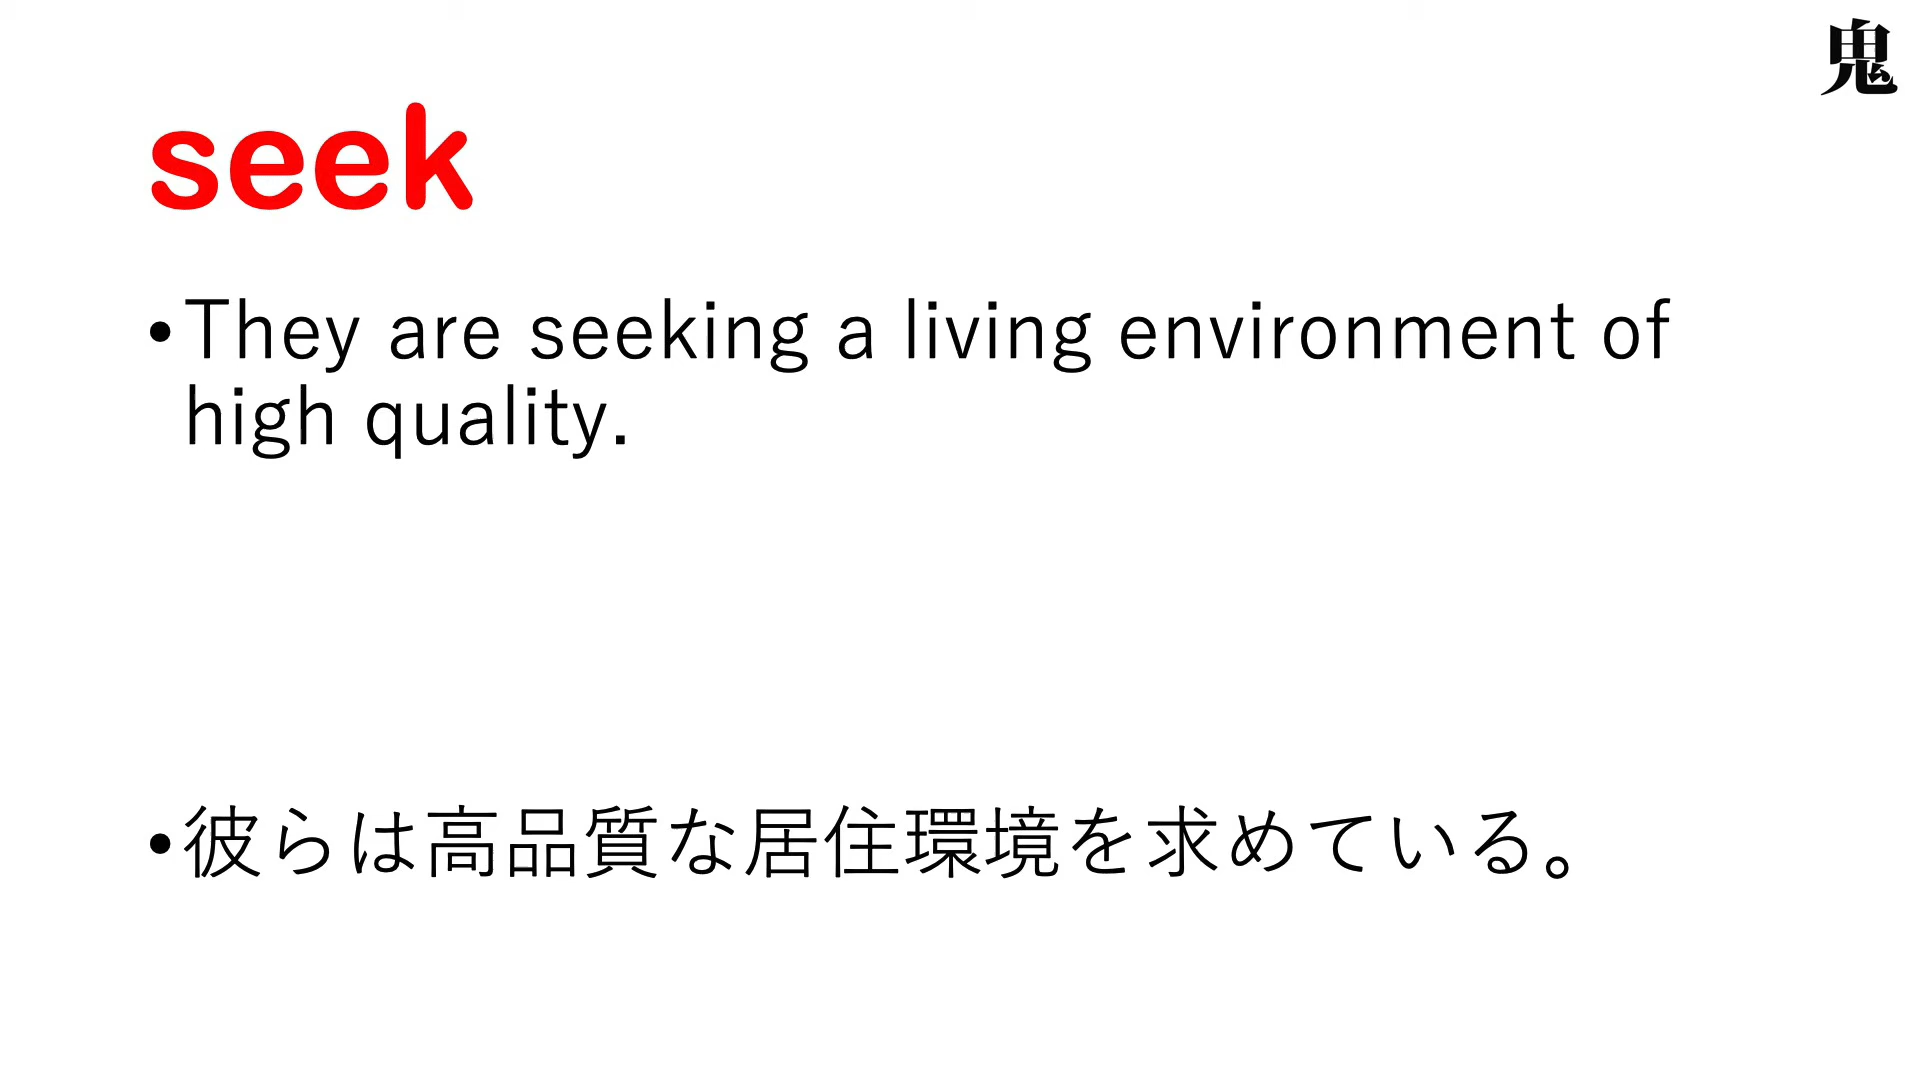 鬼
seek
•They are seeking a living environment of
high quality.
•彼らは高品質な居住環境を求めている。